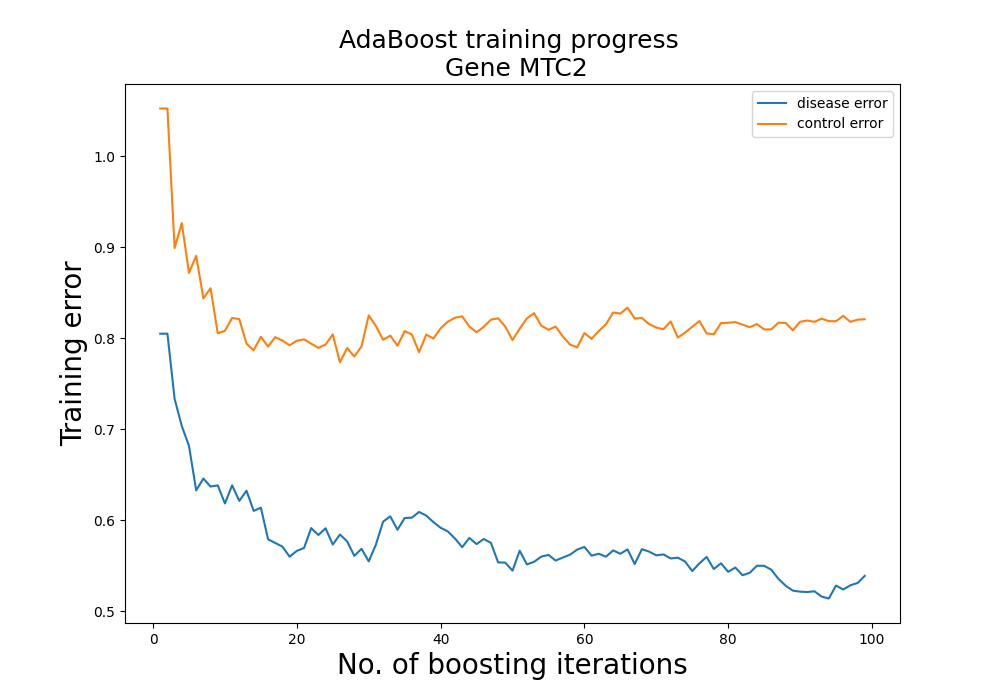 AdaBoost training progress
Gene MTC2
disease error
control error
Training error
1.0
0.9
0.8
0.7
0.6
0.5
0
20
40
60
80
100
No. of boosting iterations